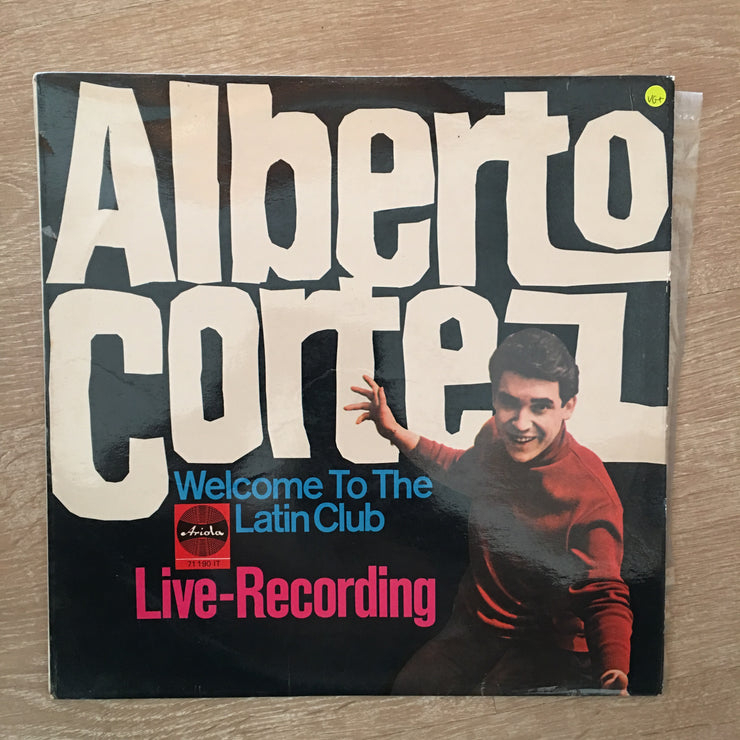 Alberto
Cortez
VG+
Welcome To The
Latin Club
Ariola
71 190 IT
Live-Recording